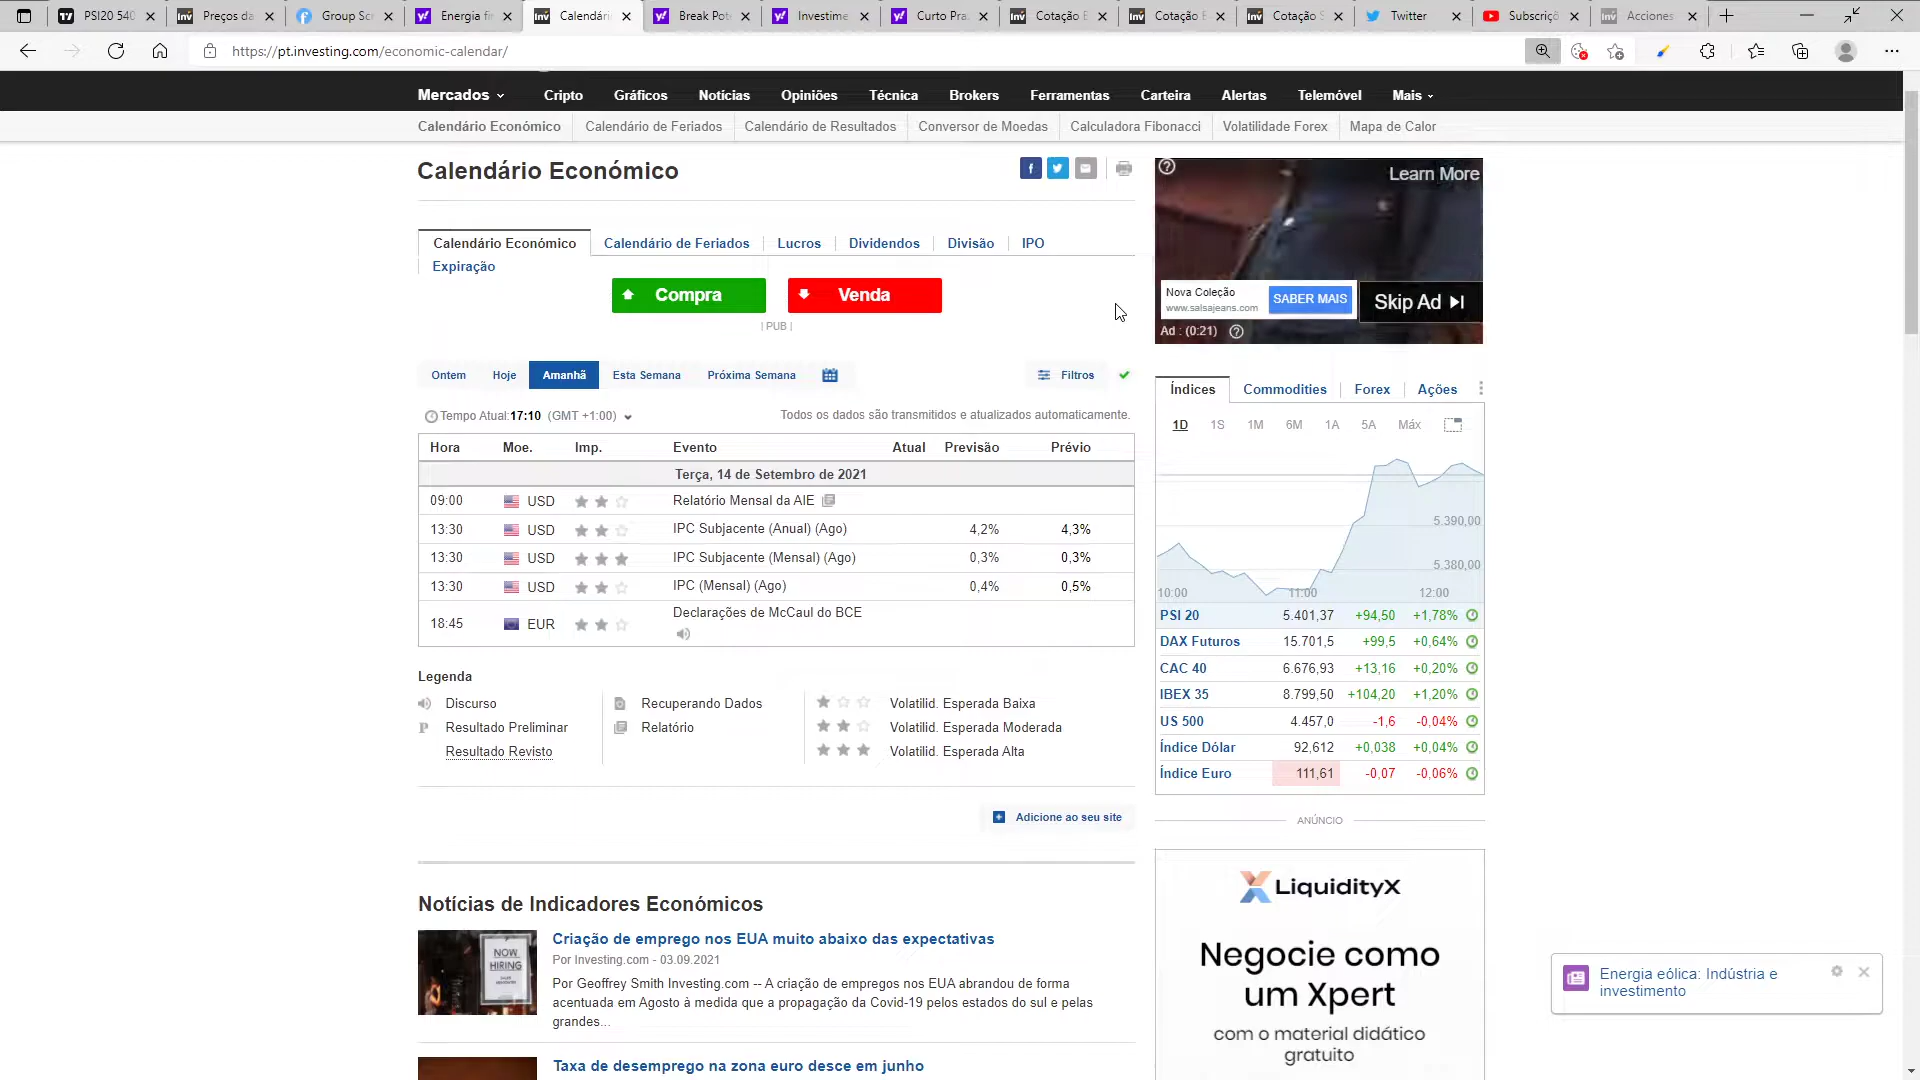 PSI20 540
Preços da
Group Sc
Energia fi
Calendári
Break Poi
Investime
Curto Pra
Cotação E
Cotação E
Cotação S
Twitter
Subscriçõ
Acciones
https://pt.investing.com/economic-calendar/
Mercados
Cripto
Gráficos
Notícias
Opiniões
Técnica
Brokers
Ferramentas
Carteira
Alertas
Telemóvel
Mais
Calendário Económico
Calendário de Feriados
Calendário de Resultados
Conversor de Moedas
Calculadora Fibonacci
Volatilidade Forex
Mapa de Calor
Calendário Económico
Calendário Económico
Calendário de Feriados
Lucros
Dividendos
Divisão
IPO
Expiração
Compra
Venda
| PUB |
Ontem
Hoje
Amanhã
Esta Semana
Próxima Semana
Filtros
Tempo Atual:17:10 (GMT +1:00)
Todos os dados são transmitidos e atualizados automaticamente.
Hora Moe. Imp. Evento Atual Previsão Prévio
Terça, 14 de Setembro de 2021
09:00 USD Relatório Mensal da AIE
13:30 USD IPC Subjacente (Anual) (Ago) 4,2% 4,3%
13:30 USD IPC Subjacente (Mensal) (Ago) 0,3% 0,3%
13:30 USD IPC (Mensal) (Ago) 0,4% 0,5%
18:45 EUR Declarações de McCaul do BCE
Legenda
Discurso
Resultado Preliminar
Resultado Revisto
Recuperando Dados
Relatório
Volatilid. Esperada Baixa
Volatilid. Esperada Moderada
Volatilid. Esperada Alta
Adicione ao seu site
Notícias de Indicadores Económicos
NOW
HIRING
Criação de emprego nos EUA muito abaixo das expectativas
Por Investing.com - 03.09.2021
Por Geoffrey Smith Investing.com -- A criação de empregos nos EUA abrandou de forma
acentuada em Agosto à medida que a propagação da Covid-19 pelos estados do sul e pelas
grandes...
Taxa de desemprego na zona euro desce em junho
Learn More
Nova Coleção
www.salsajeans.com
SABER MAIS
Skip Ad
Ad : (0:21)
Índices
Commodities
Forex
Ações
1D 1S 1M 6M 1A 5A Máx
5.390,00
5.380,00
10:00 11:00 12:00
PSI 20 5.401,37 +94,50 +1,78%
DAX Futuros 15.701,5 +99,5 +0,64%
CAC 40 6.676,93 +13,16 +0,20%
IBEX 35 8.799,50 +104,20 +1,20%
US 500 4.457,0 -1,6 -0,04%
Índice Dólar 92,612 +0,038 +0,04%
Índice Euro 111,61 -0,07 -0,06%
ANÚNCIO
LiquidityX
Negocie como
um Xpert
com o material didático
gratuito
Energia eólica: Indústria e
investimento